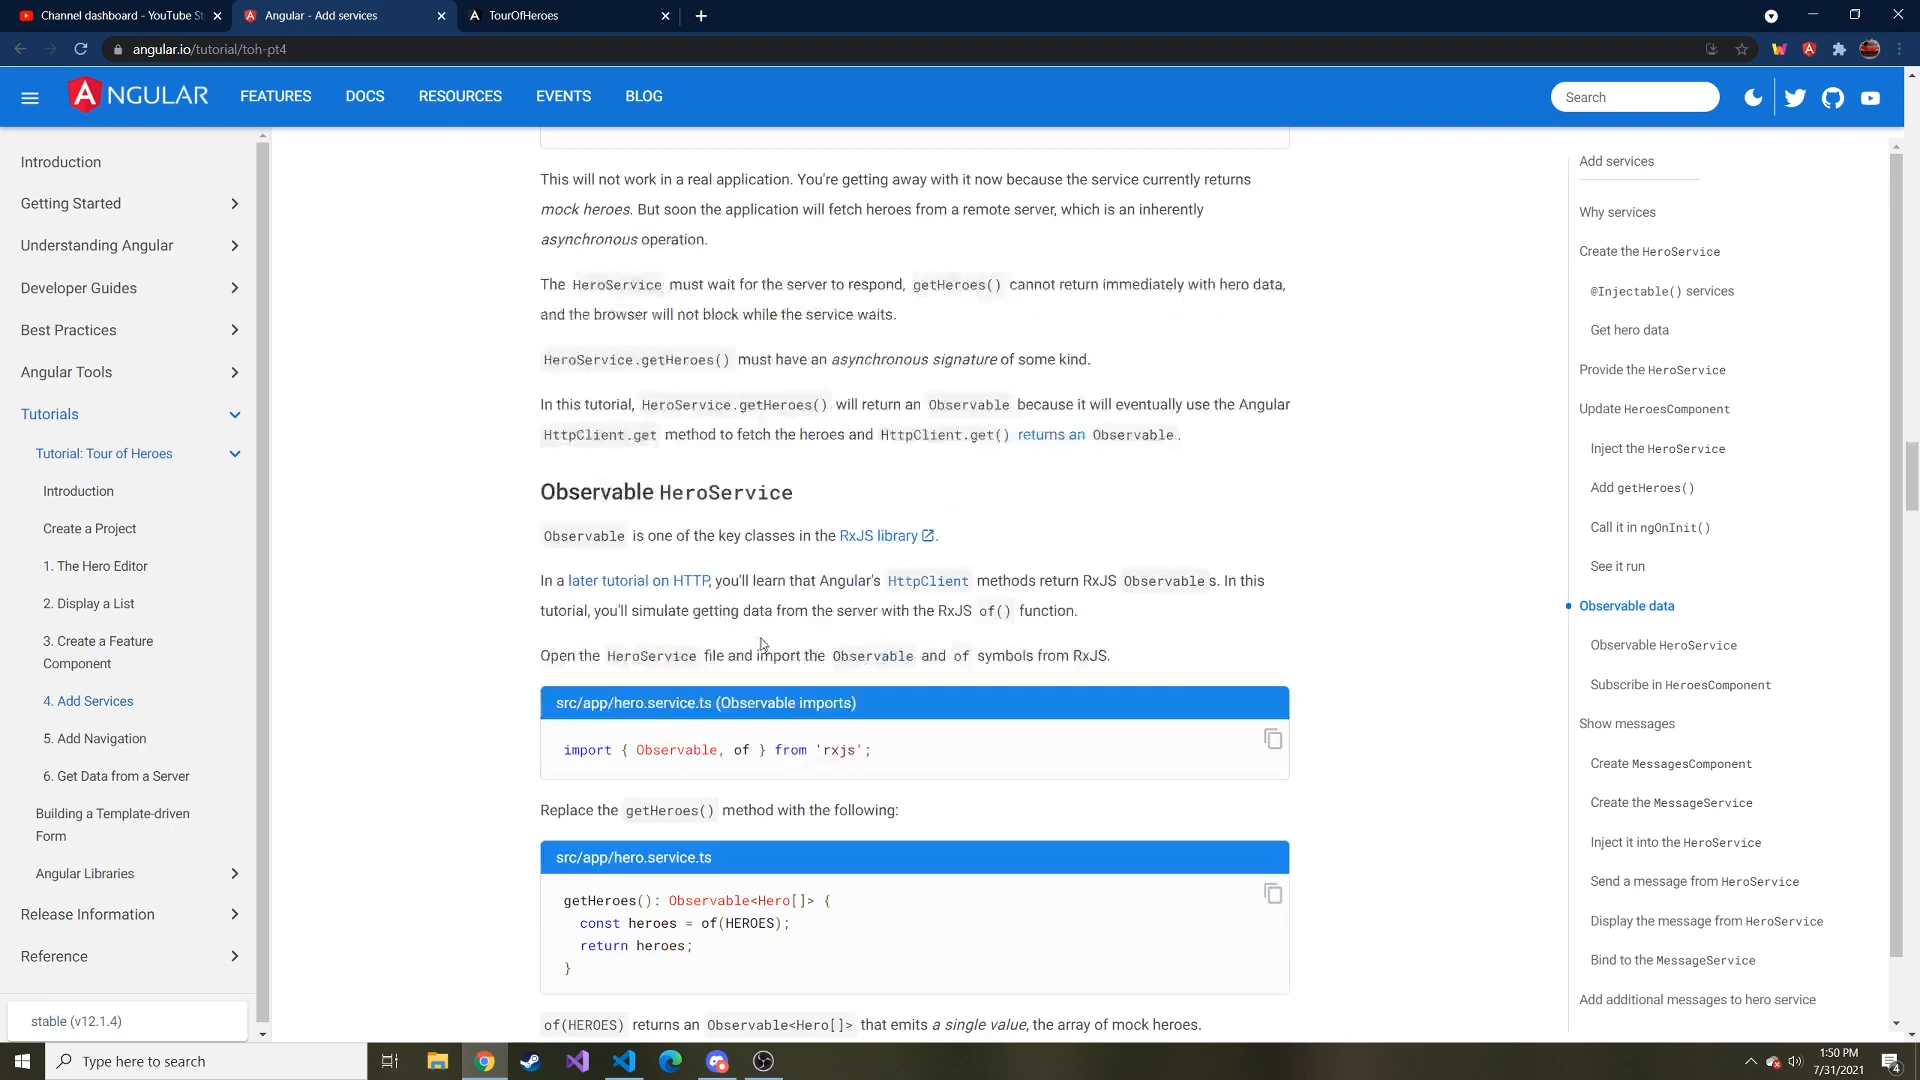 Channel dashboard - YouTube St
Angular - Add services
TourOfHeroes
angular.io/tutorial/toh-pt4
ANGULAR
FEATURES
DOCS
RESOURCES
EVENTS
BLOG
Search
Introduction
Getting Started
Understanding Angular
Developer Guides
Best Practices
Angular Tools
Tutorials
Tutorial: Tour of Heroes
Introduction
Create a Project
1. The Hero Editor
2. Display a List
3. Create a Feature
Component
4. Add Services
5. Add Navigation
6. Get Data from a Server
Building a Template-driven
Form
Angular Libraries
Release Information
Reference
stable (v12.1.4)
This will not work in a real application. You're getting away with it now because the service currently returns
mock heroes. But soon the application will fetch heroes from a remote server, which is an inherently
asynchronous operation.
The HeroService must wait for the server to respond, getHeroes() cannot return immediately with hero data,
and the browser will not block while the service waits.
HeroService.getHeroes() must have an asynchronous signature of some kind.
In this tutorial, HeroService.getHeroes() will return an Observable because it will eventually use the Angular
HttpClient.get method to fetch the heroes and HttpClient.get() returns an Observable.
Observable HeroService
Observable is one of the key classes in the RxJS library.
In a later tutorial on HTTP, you'll learn that Angular's HttpClient methods return RxJS Observables. In this
tutorial, you'll simulate getting data from the server with the RxJS of() function.
Open the HeroService file and import the Observable and of symbols from RxJS.
src/app/hero.service.ts (Observable imports)
import { Observable, of } from 'rxjs';
Replace the getHeroes() method with the following:
src/app/hero.service.ts
getHeroes(): Observable<Hero[]> {
const heroes = of(HEROES);
return heroes;
}
of(HEROES) returns an Observable<Hero[]> that emits a single value, the array of mock heroes.
Add services
Why services
Create the HeroService
@Injectable() services
Get hero data
Provide the HeroService
Update HeroesComponent
Inject the HeroService
Add getHeroes()
Call it in ngOnInit()
See it run
Observable data
Observable HeroService
Subscribe in HeroesComponent
Show messages
Create MessagesComponent
Create the MessageService
Inject it into the HeroService
Send a message from HeroService
Display the message from HeroService
Bind to the MessageService
Add additional messages to hero service
Type here to search
1:50 PM
7/31/2021
4